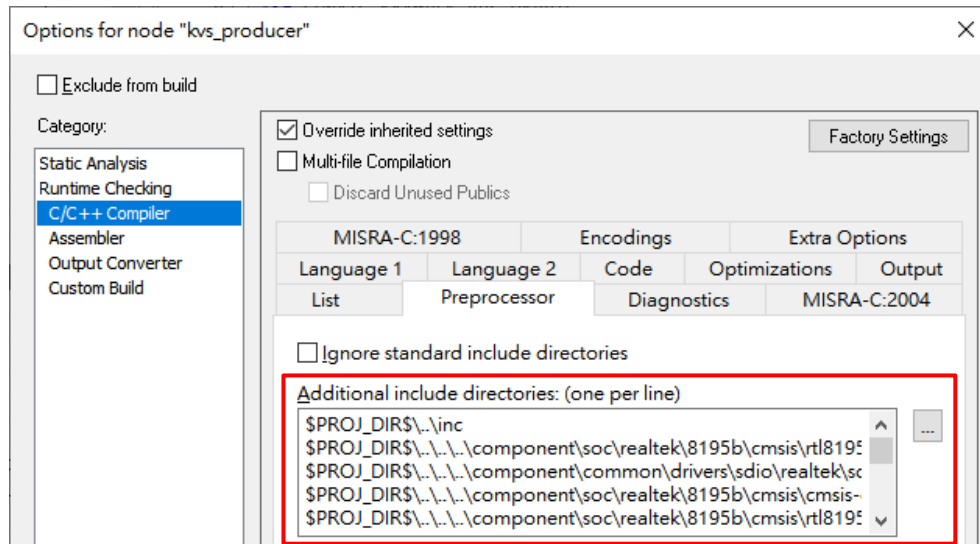 Options for node "kvs_producer"
Exclude from build
Category:
Static Analysis
Runtime Checking
C/C++ Compiler
Assembler
Output Converter
Custom Build
Override inherited settings
Factory Settings
Multi-file Compilation
Discard Unused Publics
MISRA-C:1998 Encodings Extra Options
Language 1 Language 2 Code Optimizations Output
List Preprocessor Diagnostics MISRA-C:2004
Ignore standard include directories
Additional include directories: (one per line)
$PROJ_DIR$\..\inc
...
$PROJ_DIR$\..\..\..\component\soc\realtek\8195b\cmsis\rtl8195
$PROJ_DIR$\..\..\..\component\common\drivers\sdio\realtek\sc
$PROJ_DIR$\..\..\..\component\soc\realtek\8195b\cmsis\cmsis-
$PROJ_DIR$\..\..\..\component\soc\realtek\8195b\cmsis\rtl8195